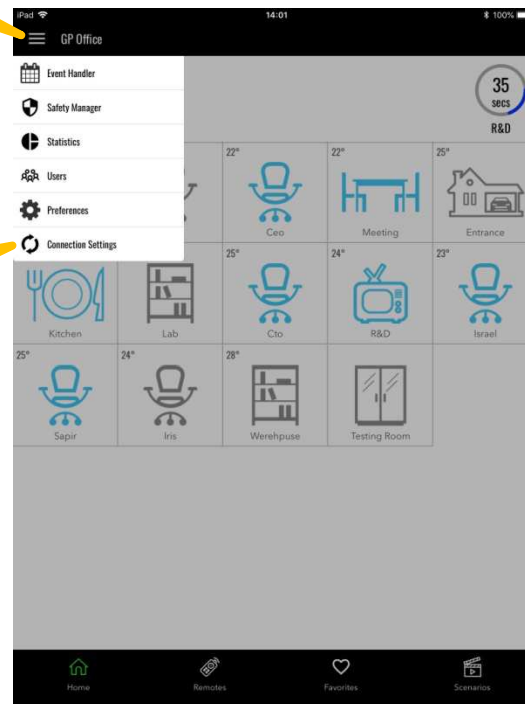 iPad 14:01 100%
GP Office
Event Handler
Safety Manager
Statistics
Users
Preferences
Connection Settings
35
secs
R&D
22° 22° 25°
Ceo Meeting Entrance
25° 24° 23°
Kitchen Lab Cto R&D Israel
25° 24° 28°
Sapir Iris Werehpuse Testing Room
Home Remotes Favorites Scenarios